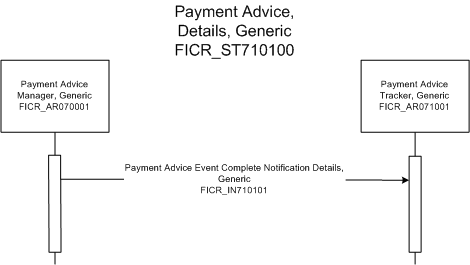 Payment Advice,
Details, Generic
FICR_ST710100
Payment Advice
Manager, Generic
FICR_AR070001
Payment Advice
Tracker, Generic
FICR_AR071001
Payment Advice Event Complete Notification Details,
Generic
FICR_IN710101